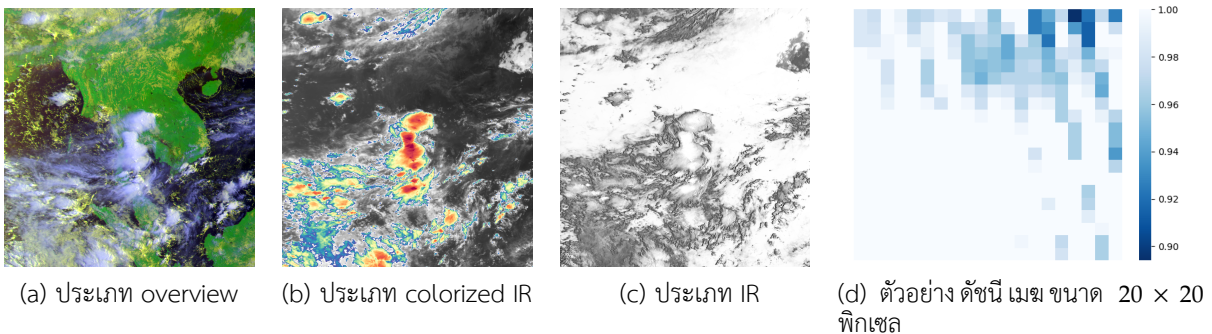 1.00
0.98
0.96
0.94
0.92
0.90
(a) ประเภท overview
(b) ประเภท colorized IR
(c) ประเภท IR
(d) ตัวอย่าง ดัชนี เมฆ ขนาด 20 × 20
พิกเซล